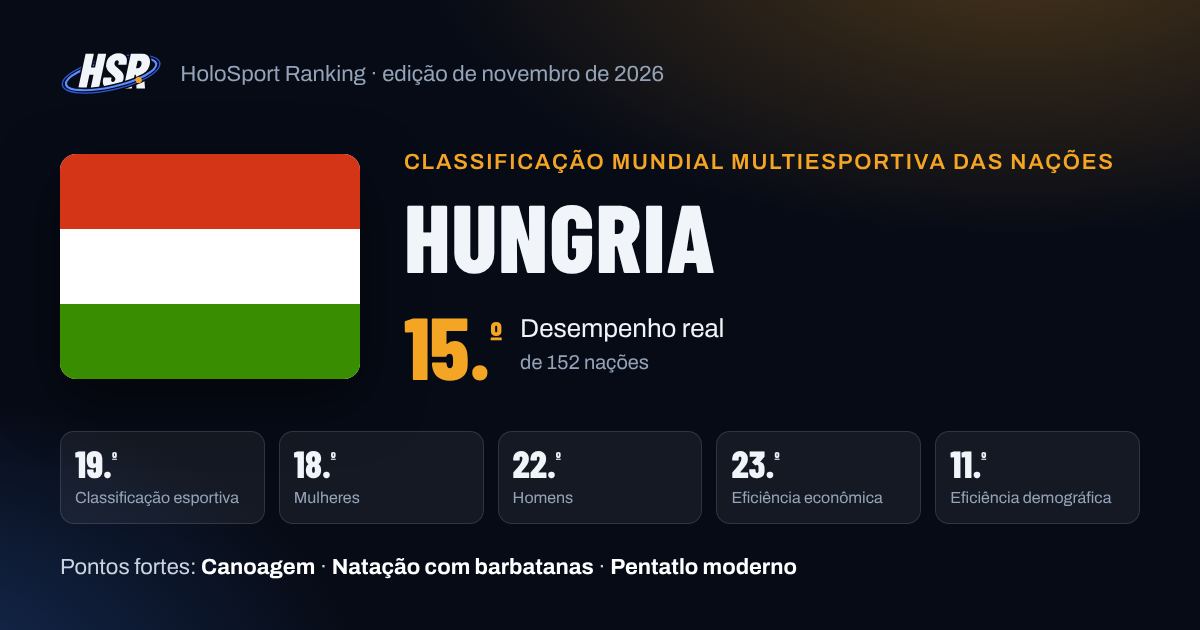 HSR
HoloSport Ranking · edição de novembro de 2026
CLASSIFICAÇÃO MUNDIAL MULTIESPORTIVA DAS NAÇÕES
HUNGRIA
15.º
Desempenho real
de 152 nações
19.º
Classificação esportiva
18.º
Mulheres
22.º
Homens
23.º
Eficiência econômica
11.º
Eficiência demográfica
Pontos fortes: Canoagem · Natação com barbatanas · Pentatlo moderno